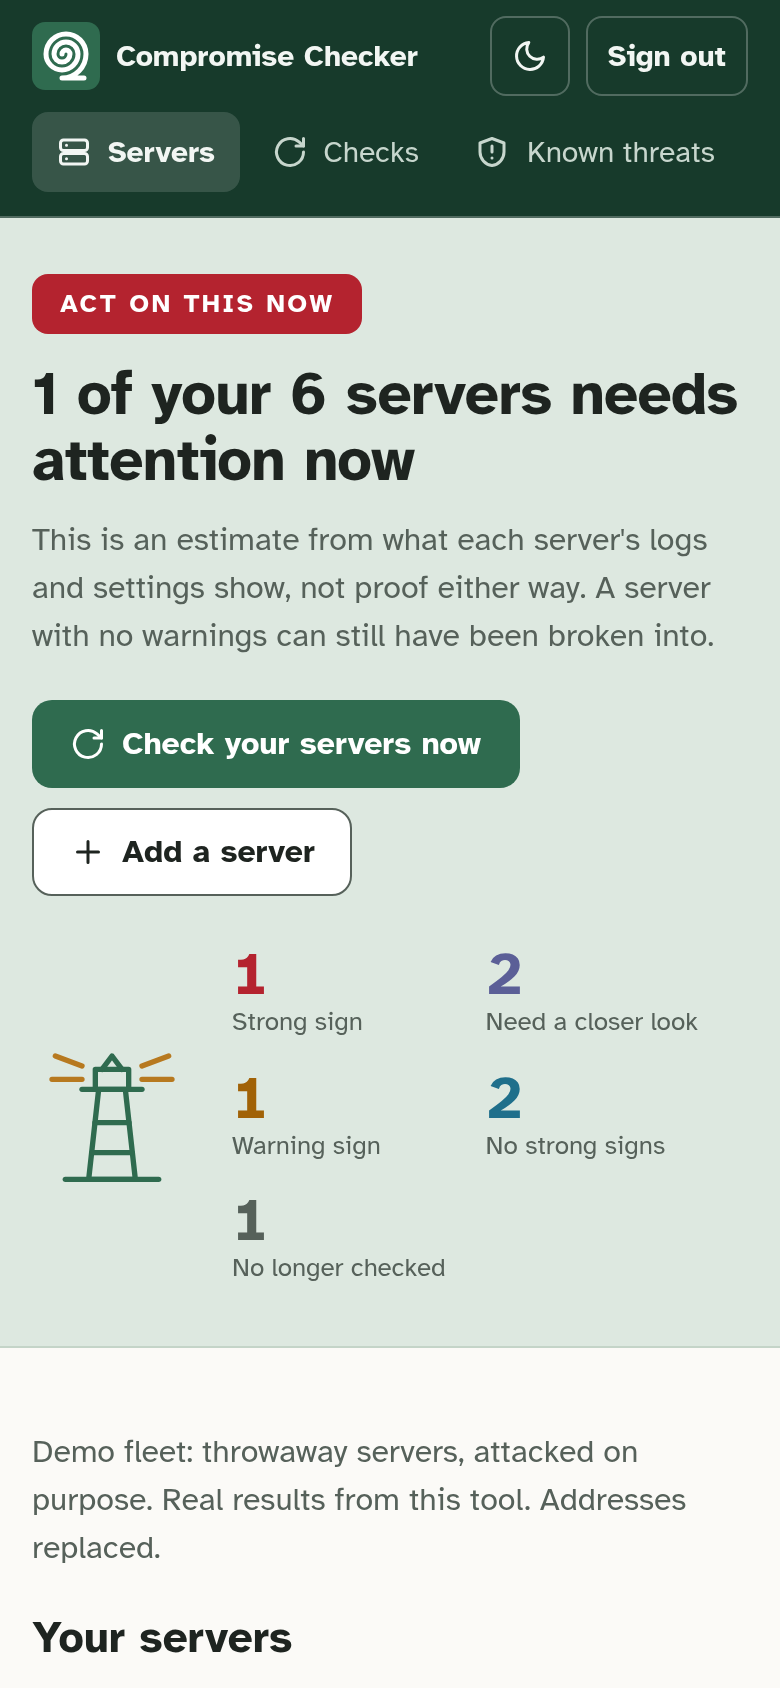 Compromise Checker
Sign out
Servers
Checks
Known threats
ACT ON THIS NOW
1 of your 6 servers needs
attention now
This is an estimate from what each server's logs
and settings show, not proof either way. A server
with no warnings can still have been broken into.
Check your servers now
Add a server
1
Strong sign
2
Need a closer look
1
Warning sign
2
No strong signs
1
No longer checked
Demo fleet: throwaway servers, attacked on
purpose. Real results from this tool. Addresses
replaced.
Your servers